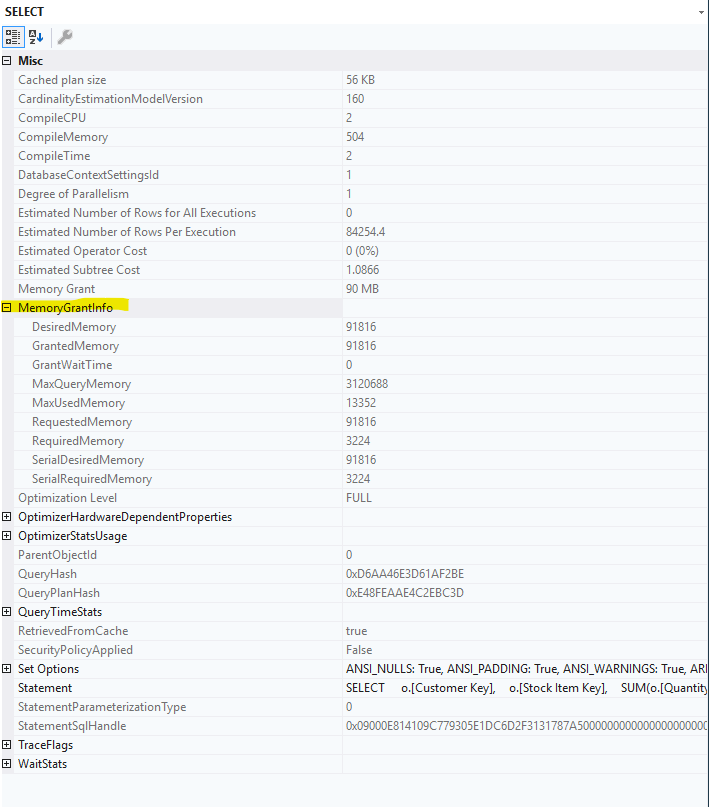 SELECT
Misc
Cached plan size 56 KB
CardinalityEstimationModelVersion 160
CompileCPU 2
CompileMemory 504
CompileTime 2
DatabaseContextSettingsId 1
Degree of Parallelism 1
Estimated Number of Rows for All Executions 0
Estimated Number of Rows Per Execution 84254.4
Estimated Operator Cost 0 (0%)
Estimated Subtree Cost 1.0866
Memory Grant 90 MB
MemoryGrantInfo
DesiredMemory 91816
GrantedMemory 91816
GrantWaitTime 0
MaxQueryMemory 3120688
MaxUsedMemory 13352
RequestedMemory 91816
RequiredMemory 3224
SerialDesiredMemory 91816
SerialRequiredMemory 3224
Optimization Level FULL
OptimizerHardwareDependentProperties
OptimizerStatsUsage
ParentObjectId 0
QueryHash 0xD6AA46E3D61AF2BE
QueryPlanHash 0xE48FEAAE4C2EBC3D
QueryTimeStats
RetrievedFromCache true
SecurityPolicyApplied False
Set Options ANSI_NULLS: True, ANSI_PADDING: True, ANSI_WARNINGS: True, ARI
Statement SELECT o.[Customer Key], o.[Stock Item Key], SUM(o.[Quantity
StatementParameterizationType 0
StatementSqlHandle 0x09000E814109C779305E1DC6D2F3131787A5000000000000000000000
TraceFlags
WaitStats